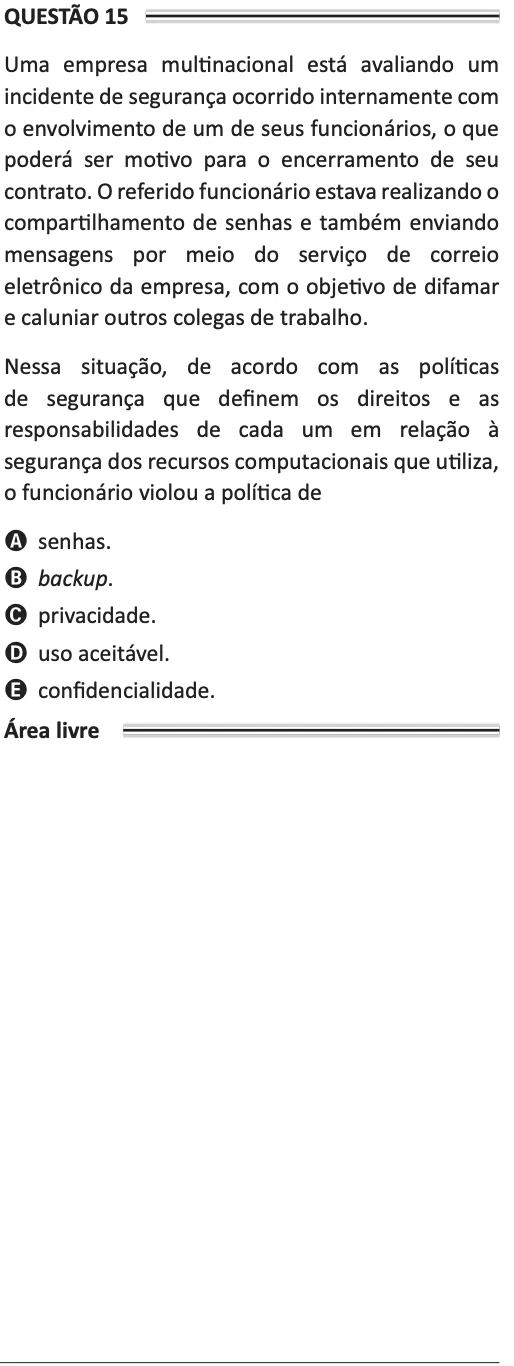 QUESTÃO 15
Uma empresa multinacional está avaliando um
incidente de segurança ocorrido internamente com
o envolvimento de um de seus funcionários, o que
poderá ser motivo para o encerramento de seu
contrato. O referido funcionário estava realizando o
compartilhamento de senhas e também enviando
mensagens por meio do serviço de correio
eletrônico da empresa, com o objetivo de difamar
e caluniar outros colegas de trabalho.
Nessa situação, de acordo com as políticas
de segurança que definem os direitos e as
responsabilidades de cada um em relação à
segurança dos recursos computacionais que utiliza,
o funcionário violou a política de
A senhas.
B backup.
C privacidade.
D uso aceitável.
E confidencialidade.
Área livre